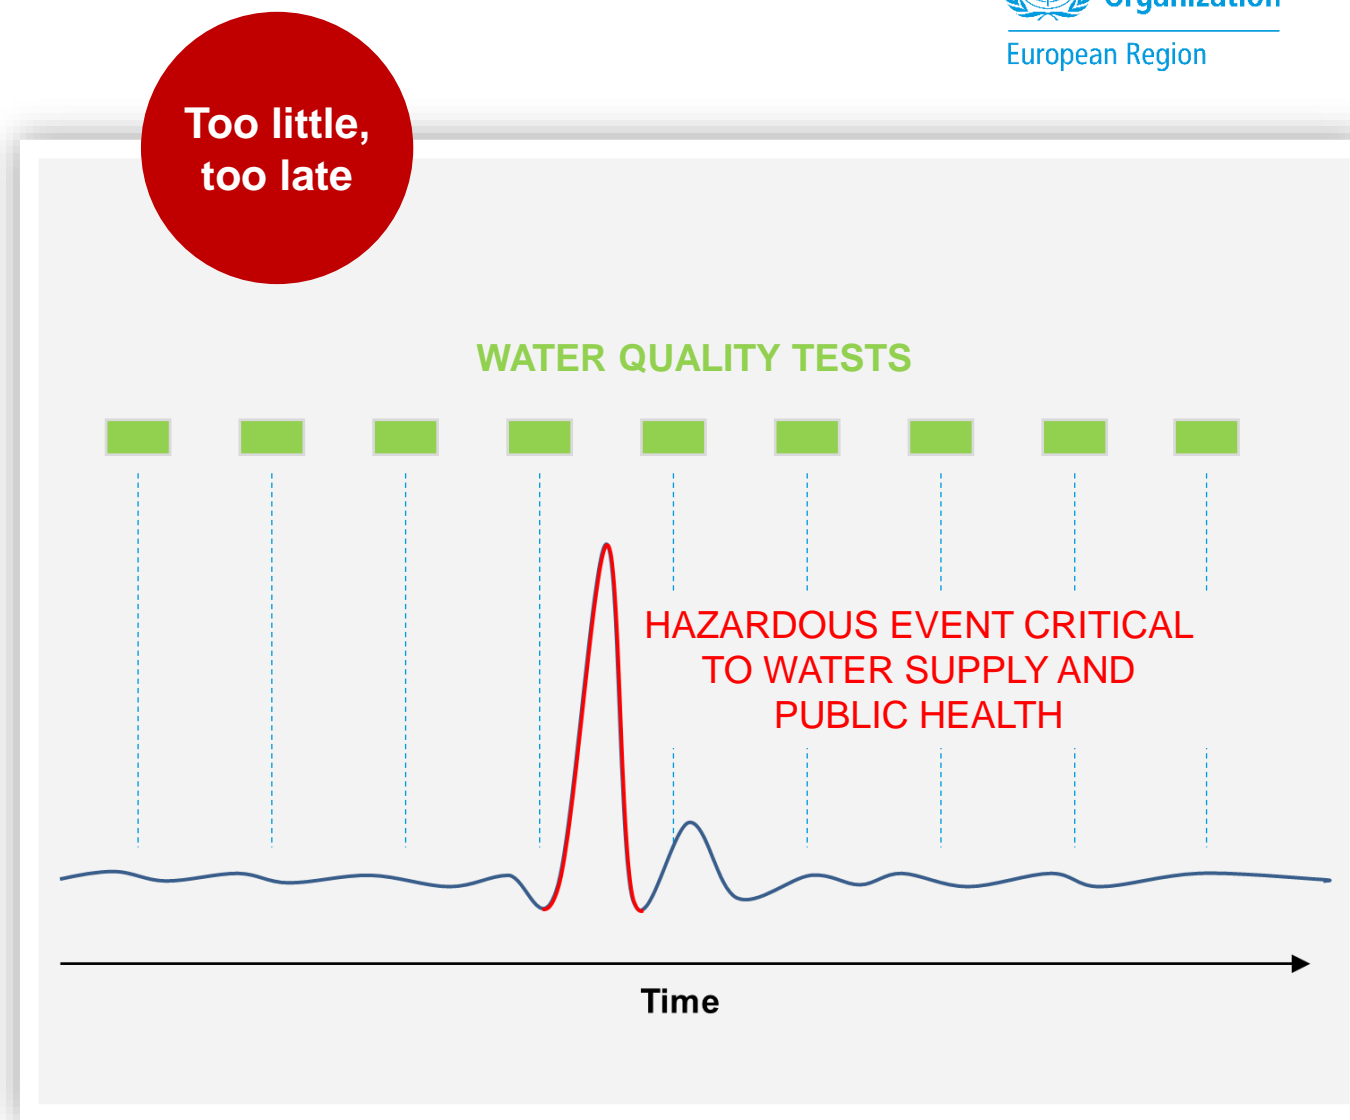 Organization
European Region
Too little,
too late
WATER QUALITY TESTS
HAZARDOUS EVENT CRITICAL
TO WATER SUPPLY AND
PUBLIC HEALTH
Time